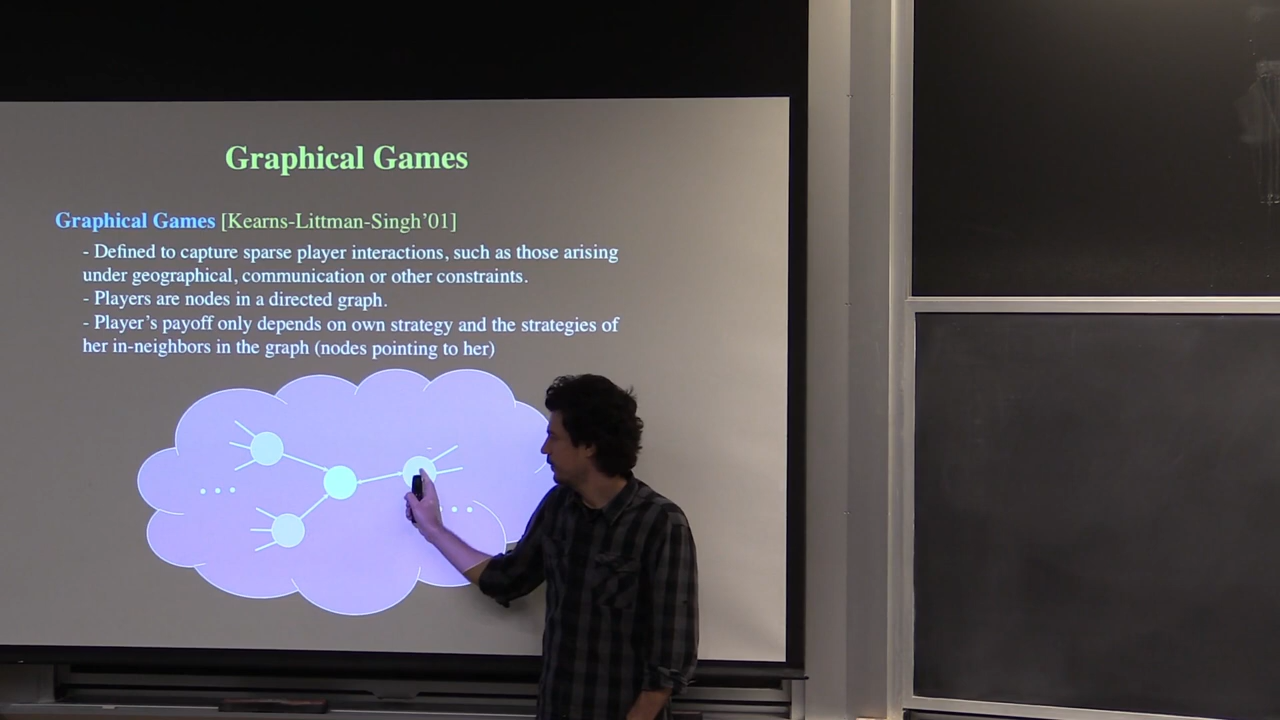 Graphical Games
Graphical Games [Kearns-Littman-Singh’01]
- Defined to capture sparse player interactions, such as those arising
under geographical, communication or other constraints.
- Players are nodes in a directed graph.
- Player’s payoff only depends on own strategy and the strategies of
her in-neighbors in the graph (nodes pointing to her)